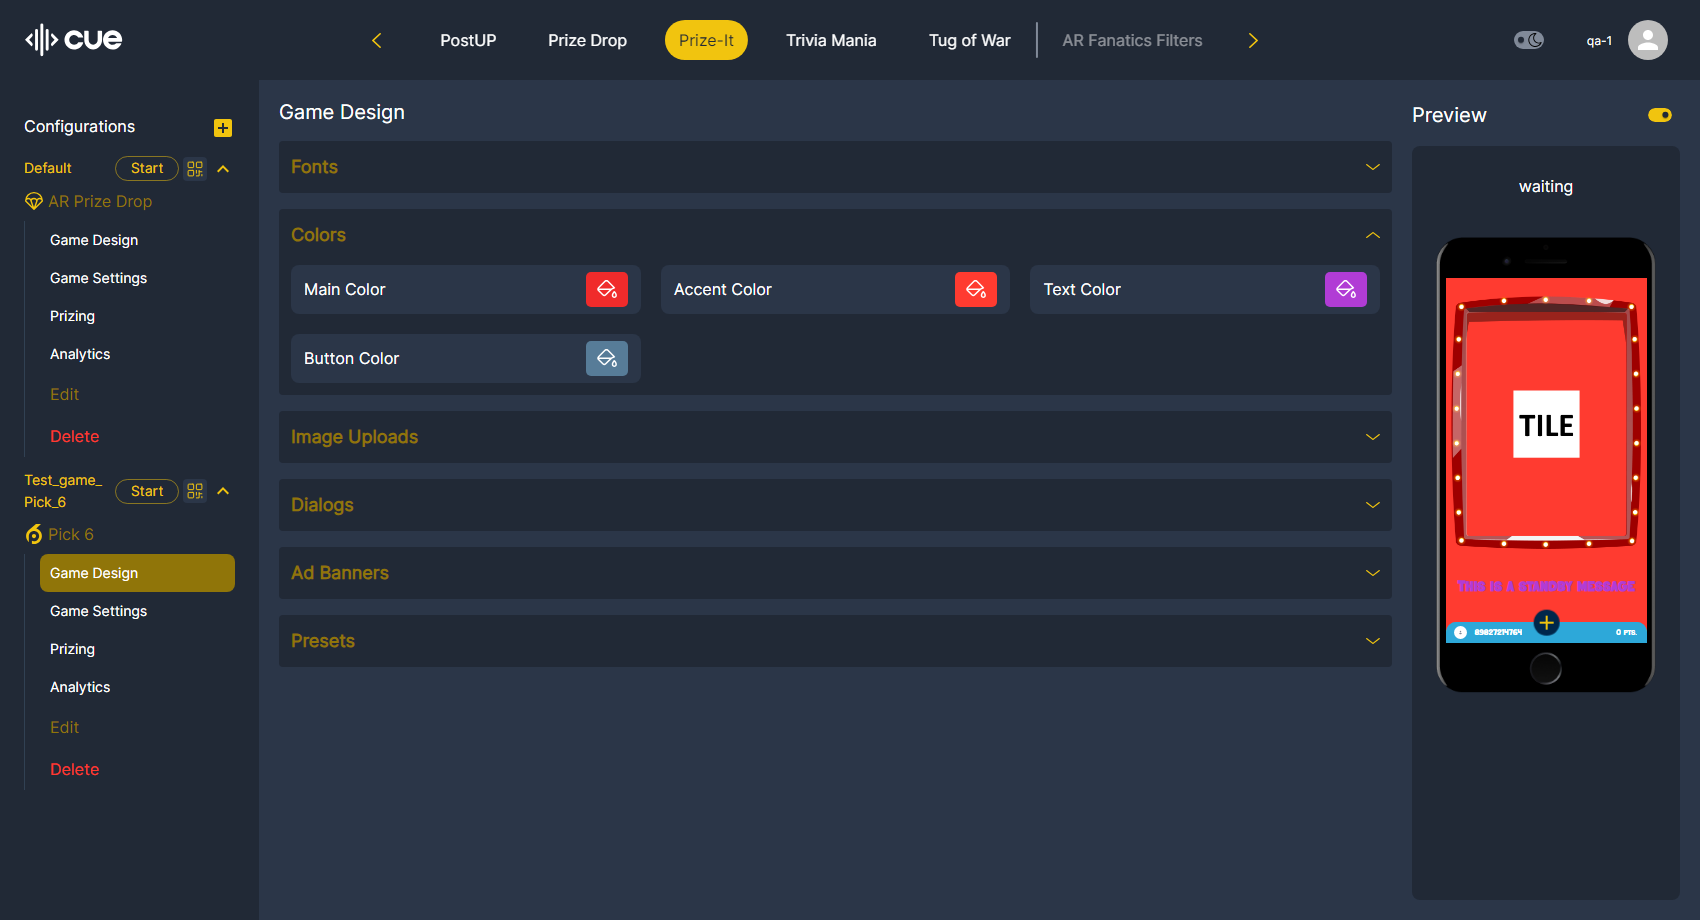 cue
PostUP
Prize Drop
Prize-It
Trivia Mania
Tug of War
AR Fanatics Filters
qa-1
Configurations
Default
Start
AR Prize Drop
Game Design
Game Settings
Prizing
Analytics
Edit
Delete
Test_game_
Pick_6
Start
Pick 6
Game Design
Game Settings
Prizing
Analytics
Edit
Delete
Game Design
Fonts
Colors
Main Color
Accent Color
Text Color
Button Color
Image Uploads
Dialogs
Ad Banners
Presets
Preview
waiting
TILE
THIS IS A STANDBY MESSAGE
89827214764
0 PTS.